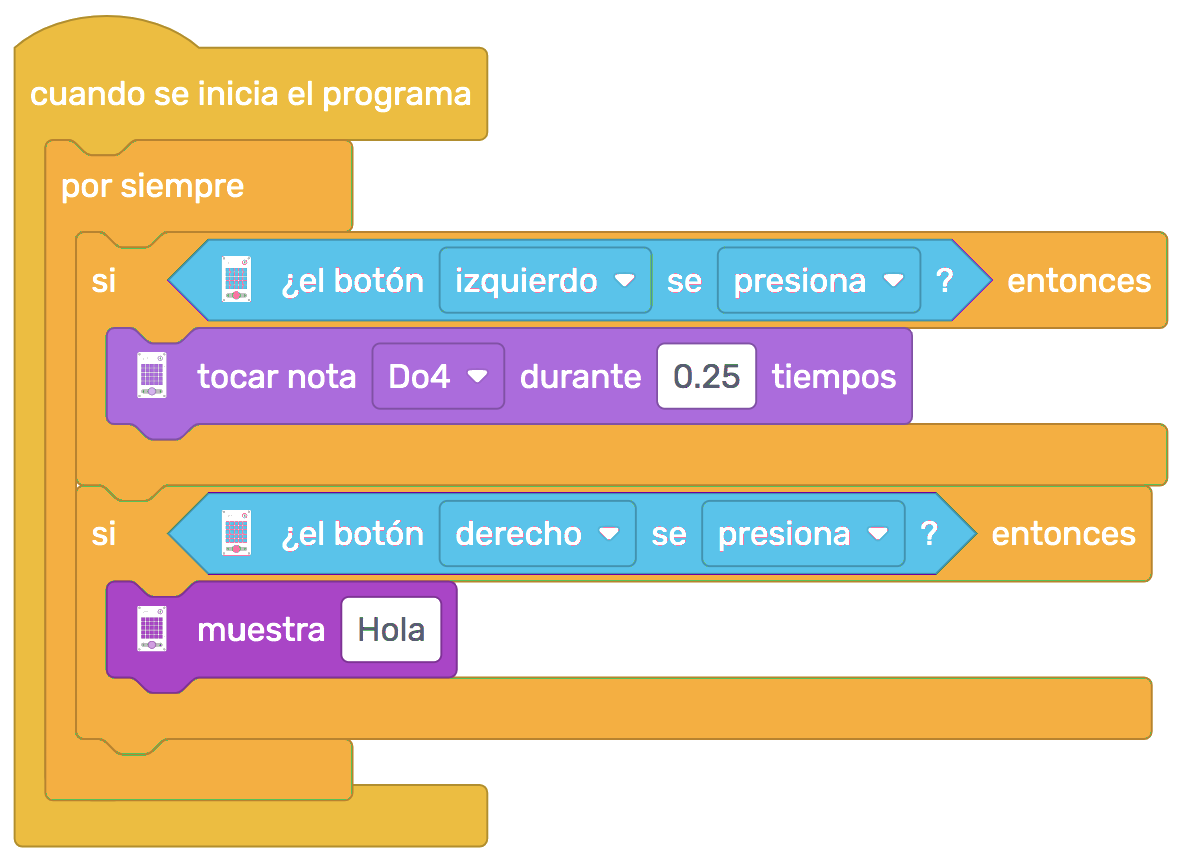 cuando se inicia el programa
por siempre
si ¿el botón izquierdo se presiona ? entonces
tocar nota Do4 durante 0.25 tiempos
si ¿el botón derecho se presiona ? entonces
muestra Hola